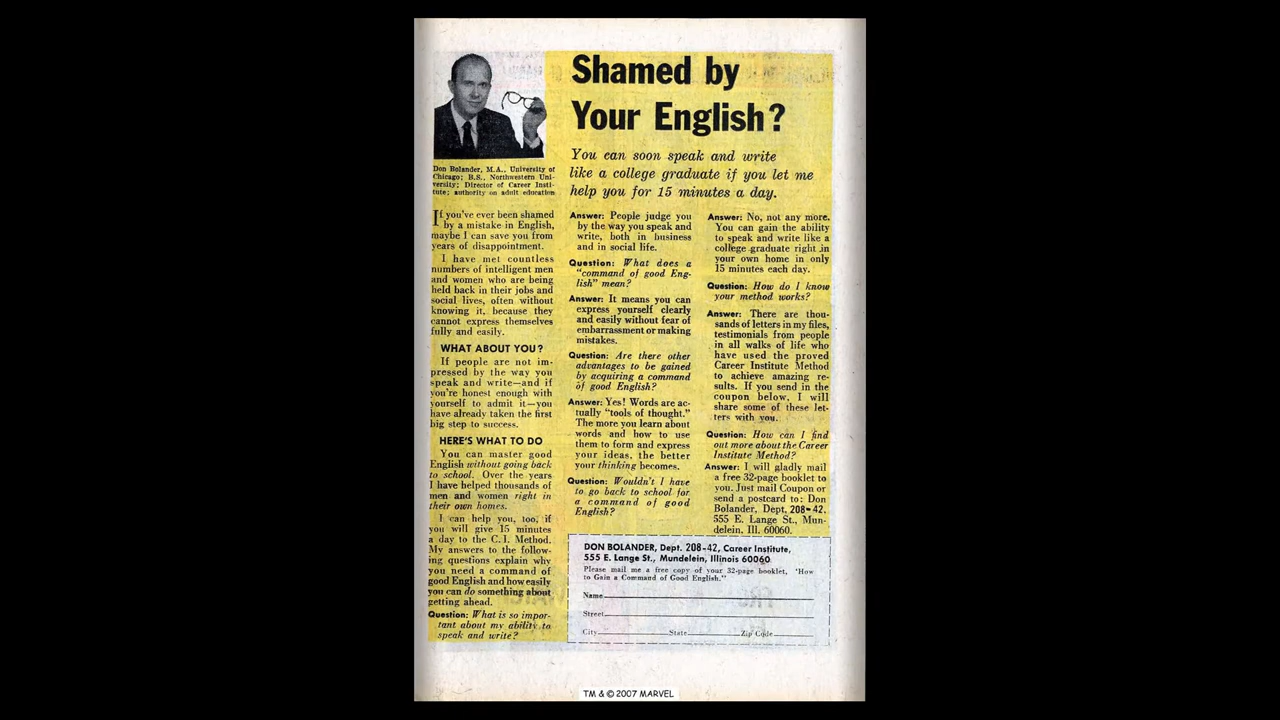 Shamed by
Your English?
You can soon speak and write
like a college graduate if you let me
help you for 15 minutes a day.
Don Bolander, M.A., University of
Chicago; B.S., Northwestern Uni-
versity; Director of Career Insti-
tute; authority on adult education
If you've ever been shamed
by a mistake in English,
maybe I can save you from
years of disappointment.
I have met countless
numbers of intelligent men
and women who are being
held back in their jobs and
social lives, often without
knowing it, because they
cannot express themselves
fully and easily.
WHAT ABOUT YOU?
If people are not im-
pressed by the way you
speak and write—and if
you're honest enough with
yourself to admit it—you
have already taken the first
big step to success.
HERE'S WHAT TO DO
You can master good
English without going back
to school. Over the years
I have helped thousands of
men and women right in
their own homes.
I can help you, too, if
you will give 15 minutes
a day to the C.I. Method.
My answers to the follow-
ing questions explain why
you need a command of
good English and how easily
you can do something about
getting ahead.
Question: What is so impor-
tant about my ability to
speak and write?
Answer: People judge you
by the way you speak and
write, both in business
and in social life.
Question: What does a
"command of good Eng-
lish" mean?
Answer: It means you can
express yourself clearly
and easily without fear of
embarrassment or making
mistakes.
Question: Are there other
advantages to be gained
by acquiring a command
of good English?
Answer: Yes! Words are ac-
tually "tools of thought."
The more you learn about
words and how to use
them to form and express
your ideas, the better
your thinking becomes.
Question: Wouldn't I have
to go back to school for
a command of good
English?
Answer: No, not any more.
You can gain the ability
to speak and write like a
college graduate right in
your own home in only
15 minutes each day.
Question: How do I know
your method works?
Answer: There are thou-
sands of letters in my files,
testimonials from people
in all walks of life who
have used the proved
Career Institute Method
to achieve amazing re-
sults. If you send in the
coupon below, I will
share some of these let-
ters with you.
Question: How can I find
out more about the Career
Institute Method?
Answer: I will gladly mail
a free 32-page booklet to
you. Just mail Coupon or
send a postcard to: Don
Bolander, Dept. 208-42,
555 E. Lange St., Mun-
delein, Ill. 60060.
DON BOLANDER, Dept. 208-42, Career Institute,
555 E. Lange St., Mundelein, Illinois 60060
Please mail me a free copy of your 32-page booklet, "How
to Gain a Command of Good English."
Name
Street
City State Zip Code
TM & © 2007 MARVEL